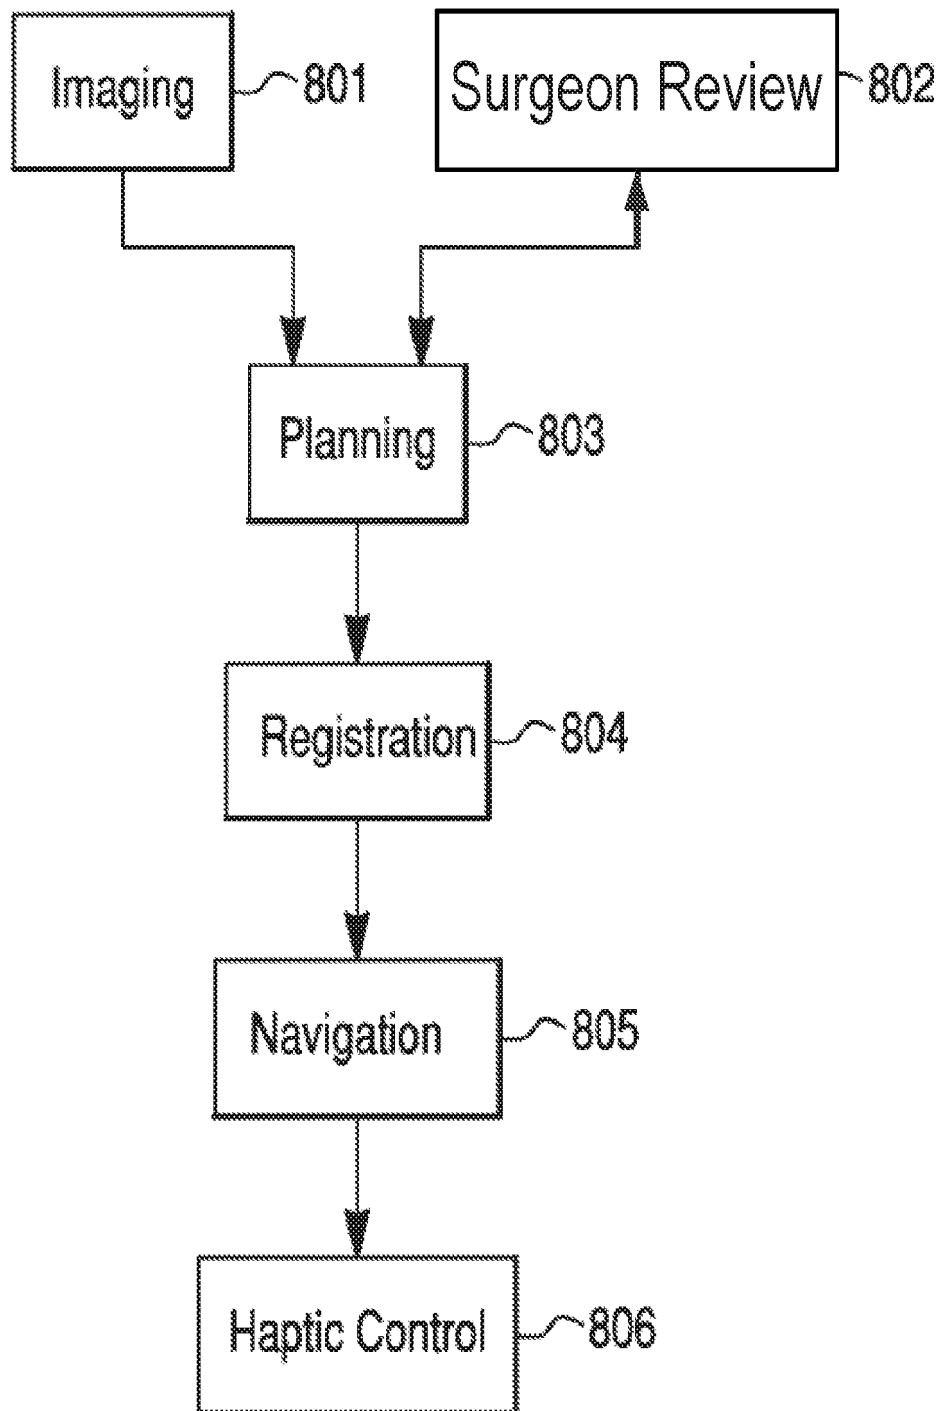 Imaging
801
Surgeon Review
802
Planning
803
Registration
804
Navigation
805
Haptic Control
806